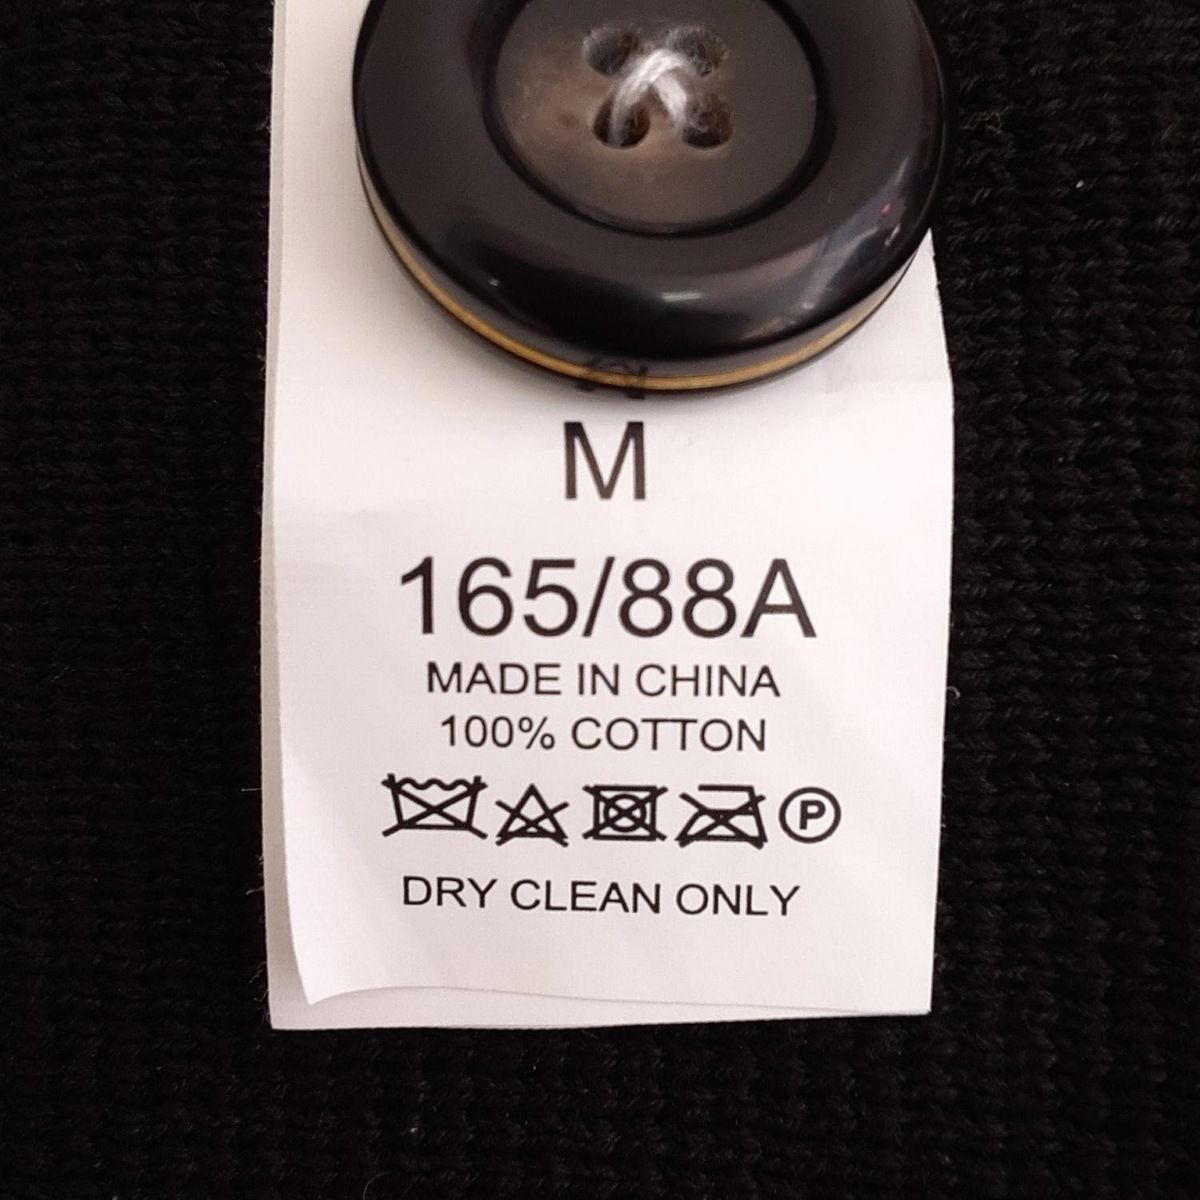 M
165/88A
MADE IN CHINA
100% COTTON
P
DRY CLEAN ONLY